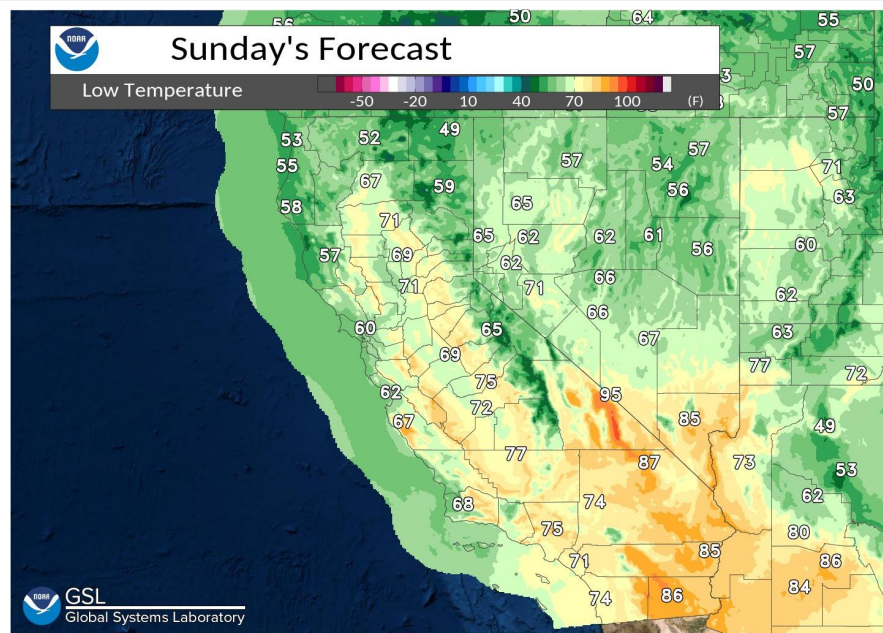 56 50 64 55
NOAA
Sunday's Forecast
57
Low Temperature
-50 -20 10 40 70 100 (F)
50
57
53 52 49
55 57 54 57 71
67 59 56 63
58 71 65
57 69 65 62 62 61 56 60
71 62 71 66 62
60 65 66 67 63
69 75 77 72
62 72 95 85 49
67
77 87 73 53
68 74 62
75 80
71 85 86
74 86 84
NOAA
GSL
Global Systems Laboratory